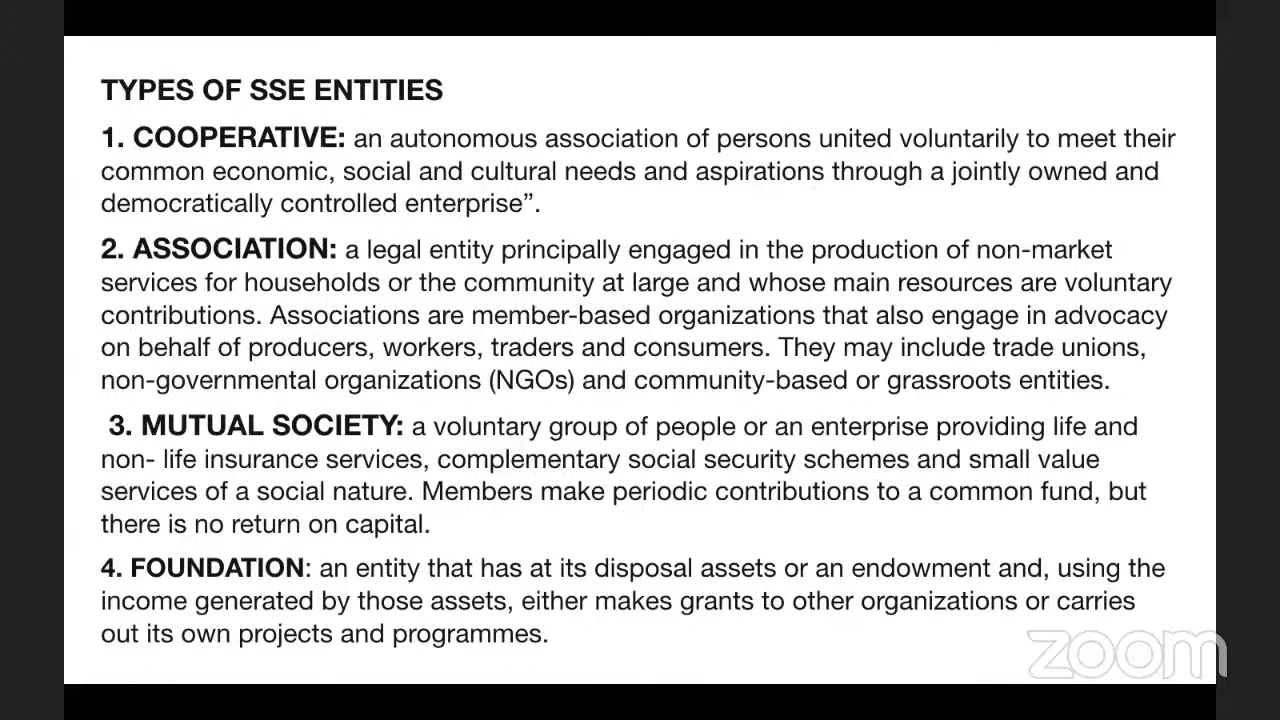 TYPES OF SSE ENTITIES
1. COOPERATIVE: an autonomous association of persons united voluntarily to meet their
common economic, social and cultural needs and aspirations through a jointly owned and
democratically controlled enterprise”.
2. ASSOCIATION: a legal entity principally engaged in the production of non-market
services for households or the community at large and whose main resources are voluntary
contributions. Associations are member-based organizations that also engage in advocacy
on behalf of producers, workers, traders and consumers. They may include trade unions,
non-governmental organizations (NGOs) and community-based or grassroots entities.
3. MUTUAL SOCIETY: a voluntary group of people or an enterprise providing life and
non- life insurance services, complementary social security schemes and small value
services of a social nature. Members make periodic contributions to a common fund, but
there is no return on capital.
4. FOUNDATION: an entity that has at its disposal assets or an endowment and, using the
income generated by those assets, either makes grants to other organizations or carries
out its own projects and programmes.
zoom